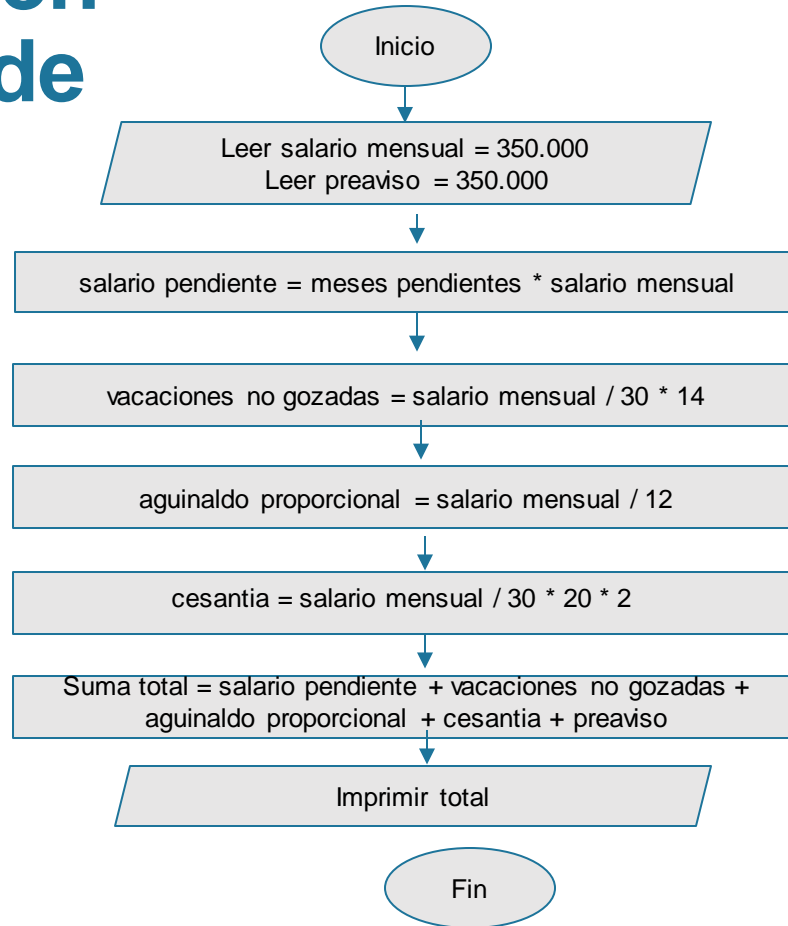 de
Inicio
Leer salario mensual = 350.000
Leer preaviso = 350.000
salario pendiente = meses pendientes * salario mensual
vacaciones no gozadas = salario mensual / 30 * 14
aguinaldo proporcional = salario mensual / 12
cesantia = salario mensual / 30 * 20 * 2
Suma total = salario pendiente + vacaciones no gozadas +
aguinaldo proporcional + cesantia + preaviso
Imprimir total
Fin